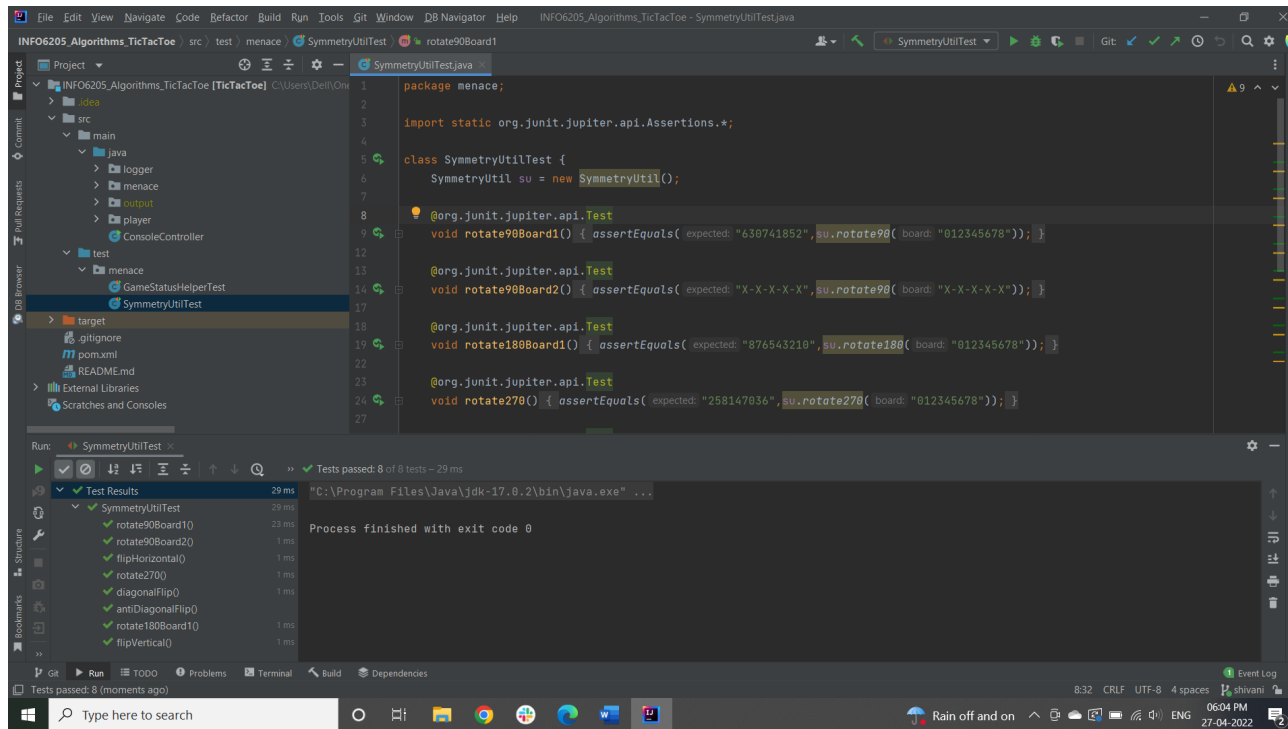 File Edit View Navigate Code Refactor Build Run Tools Git Window DB Navigator Help INFO6205_Algorithms_TicTacToe - SymmetryUtilTest.java
INFO6205_Algorithms_TicTacToe src test menace SymmetryUtilTest rotate90Board1 SymmetryUtilTest Git:
Project SymmetryUtilTest.java
INFO6205_Algorithms_TicTacToe [TicTacToe] C:\Users\Dell\One
.idea
src
main
java
logger
menace
output
player
ConsoleController
test
menace
GameStatusHelperTest
SymmetryUtilTest
target
.gitignore
pom.xml
README.md
External Libraries
Scratches and Consoles
Project
Commit
Pull Requests
DB Browser
Structure
Bookmarks
9
1 package menace;
2
3 import static org.junit.jupiter.api.Assertions.*;
4
5 class SymmetryUtilTest {
6 SymmetryUtil su = new SymmetryUtil();
7
8 @org.junit.jupiter.api.Test
9 void rotate90Board1() { assertEquals( expected: "630741852",su.rotate90( board: "012345678")); }
12
13 @org.junit.jupiter.api.Test
14 void rotate90Board2() { assertEquals( expected: "X-X-X-X-X",su.rotate90( board: "X-X-X-X-X")); }
17
18 @org.junit.jupiter.api.Test
19 void rotate180Board1() { assertEquals( expected: "876543210",su.rotate180( board: "012345678")); }
22
23 @org.junit.jupiter.api.Test
24 void rotate270() { assertEquals( expected: "258147036",su.rotate270( board: "012345678")); }
27
Run: SymmetryUtilTest
Tests passed: 8 of 8 tests – 29 ms
Test Results 29 ms
SymmetryUtilTest 29 ms
rotate90Board1() 23 ms
rotate90Board2() 1 ms
flipHorizontal() 1 ms
rotate270() 1 ms
diagonalFlip() 1 ms
antiDiagonalFlip()
rotate180Board1() 1 ms
flipVertical() 1 ms
"C:\Program Files\Java\jdk-17.0.2\bin\java.exe" ...
Process finished with exit code 0
Git Run TODO Problems Terminal Build Dependencies 1 Event Log
Tests passed: 8 (moments ago) 8:32 CRLF UTF-8 4 spaces shivani
Type here to search Rain off and on ENG 06:04 PM
27-04-2022 2